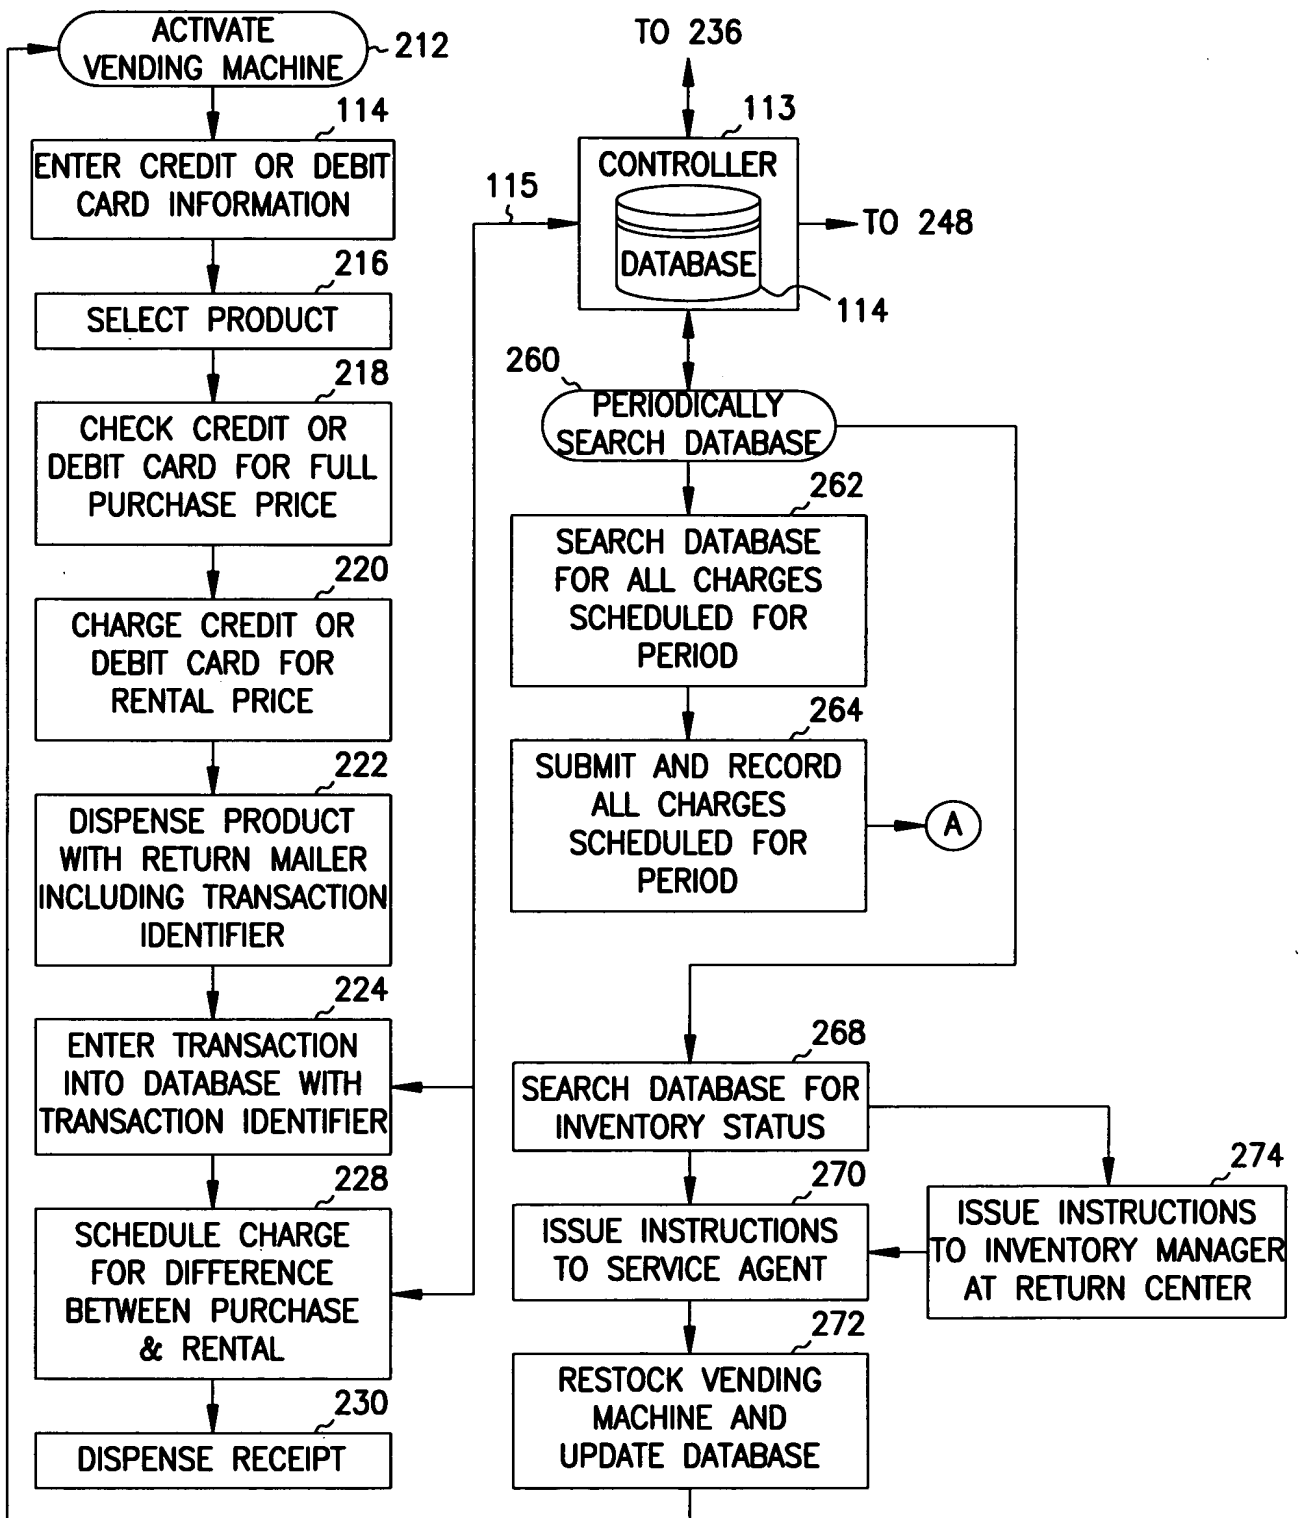 ACTIVATE
VENDING MACHINE
212
114
ENTER CREDIT OR DEBIT
CARD INFORMATION
216
SELECT PRODUCT
218
CHECK CREDIT OR
DEBIT CARD FOR FULL
PURCHASE PRICE
220
CHARGE CREDIT OR
DEBIT CARD FOR
RENTAL PRICE
222
DISPENSE PRODUCT
WITH RETURN MAILER
INCLUDING TRANSACTION
IDENTIFIER
224
ENTER TRANSACTION
INTO DATABASE WITH
TRANSACTION IDENTIFIER
228
SCHEDULE CHARGE
FOR DIFFERENCE
BETWEEN PURCHASE
& RENTAL
230
DISPENSE RECEIPT
TO 236
113
CONTROLLER
115
TO 248
DATABASE
114
260
PERIODICALLY
SEARCH DATABASE
262
SEARCH DATABASE
FOR ALL CHARGES
SCHEDULED FOR
PERIOD
264
SUBMIT AND RECORD
ALL CHARGES
SCHEDULED FOR
PERIOD
A
268
SEARCH DATABASE FOR
INVENTORY STATUS
270
ISSUE INSTRUCTIONS
TO SERVICE AGENT
274
ISSUE INSTRUCTIONS
TO INVENTORY MANAGER
AT RETURN CENTER
272
RESTOCK VENDING
MACHINE AND
UPDATE DATABASE